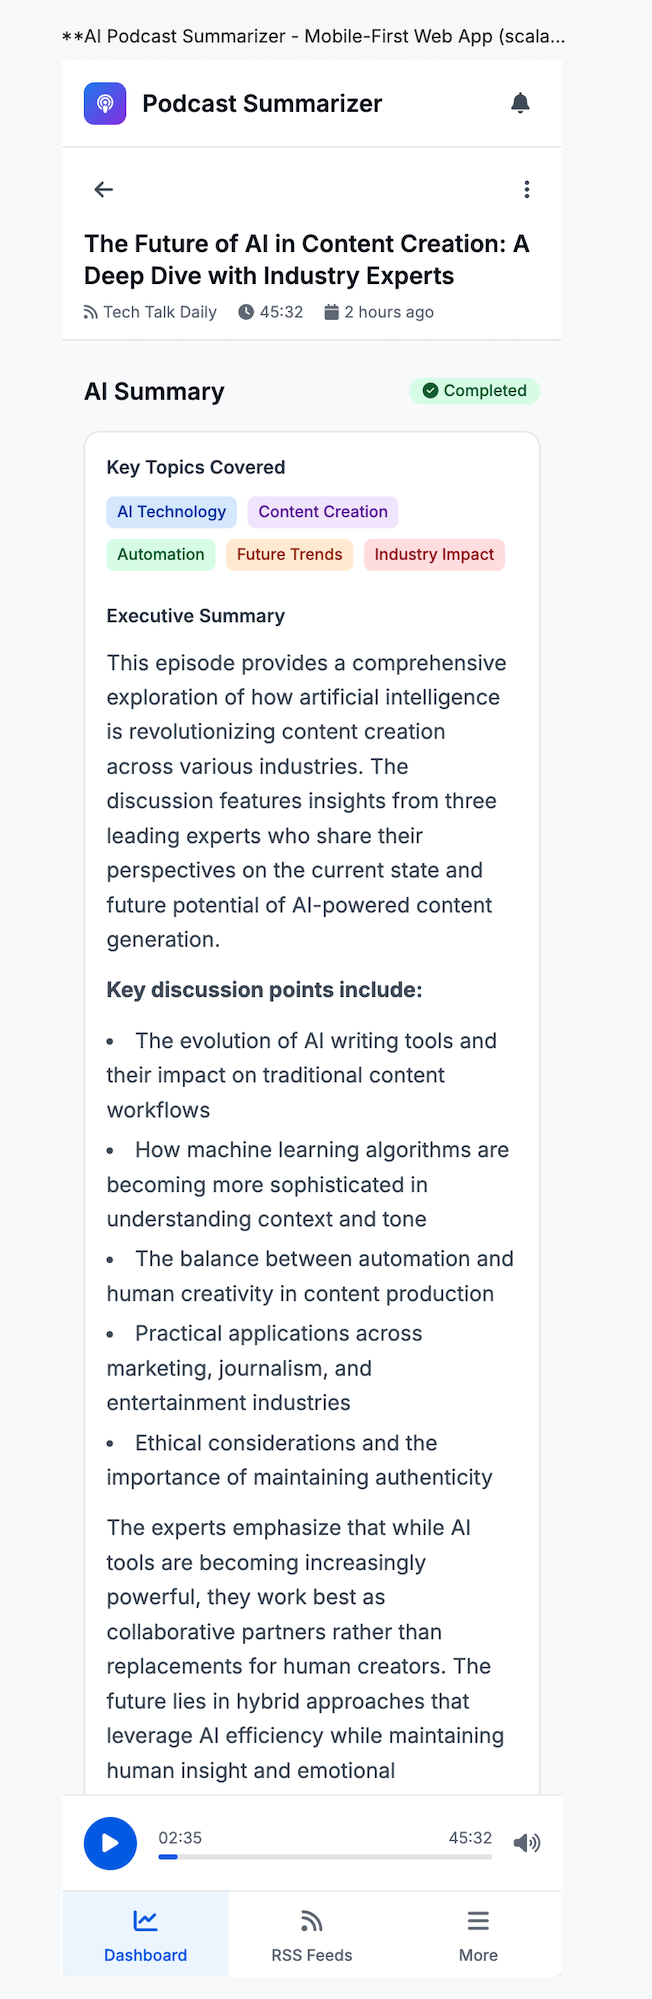 **AI Podcast Summarizer - Mobile-First Web App (scala...
Podcast Summarizer
The Future of AI in Content Creation: A
Deep Dive with Industry Experts
Tech Talk Daily 45:32 2 hours ago
AI Summary Completed
Key Topics Covered
AI Technology Content Creation
Automation Future Trends Industry Impact
Executive Summary
This episode provides a comprehensive
exploration of how artificial intelligence
is revolutionizing content creation
across various industries. The
discussion features insights from three
leading experts who share their
perspectives on the current state and
future potential of AI-powered content
generation.
Key discussion points include:
• The evolution of AI writing tools and
their impact on traditional content
workflows
• How machine learning algorithms are
becoming more sophisticated in
understanding context and tone
• The balance between automation and
human creativity in content production
• Practical applications across
marketing, journalism, and
entertainment industries
• Ethical considerations and the
importance of maintaining authenticity
The experts emphasize that while AI
tools are becoming increasingly
powerful, they work best as
collaborative partners rather than
replacements for human creators. The
future lies in hybrid approaches that
leverage AI efficiency while maintaining
human insight and emotional
02:35 45:32
Dashboard RSS Feeds More